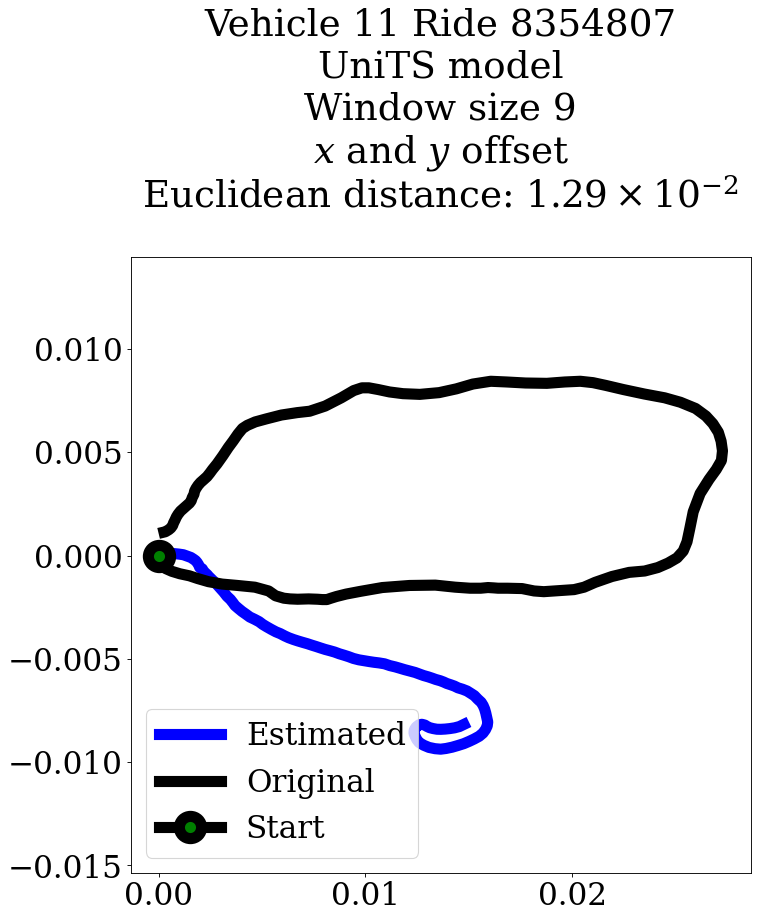 Vehicle 11 Ride 8354807
UniTS model
Window size 9
x and y offset
Euclidean distance: 1.29 × 10⁻²
0.010
0.005
0.000
−0.005
−0.010
−0.015
Estimated
Original
Start
0.00
0.01
0.02